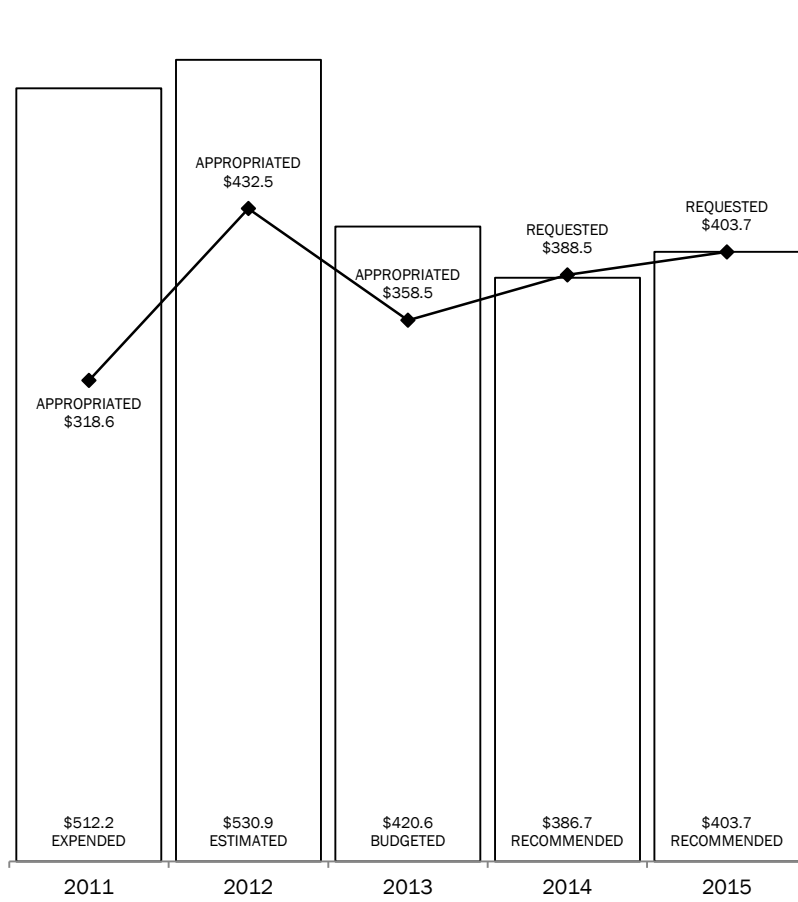 APPROPRIATED
$432.5
REQUESTED
$403.7
REQUESTED
$388.5
APPROPRIATED
$358.5
APPROPRIATED
$318.6
$512.2
EXPENDED
$530.9
ESTIMATED
$420.6
BUDGETED
$386.7
RECOMMENDED
$403.7
RECOMMENDED
2011
2012
2013
2014
2015